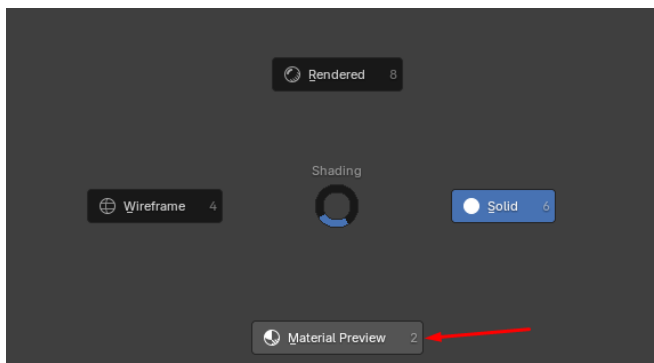 Rendered 8
Shading
Wireframe 4
Solid 6
Material Preview 2